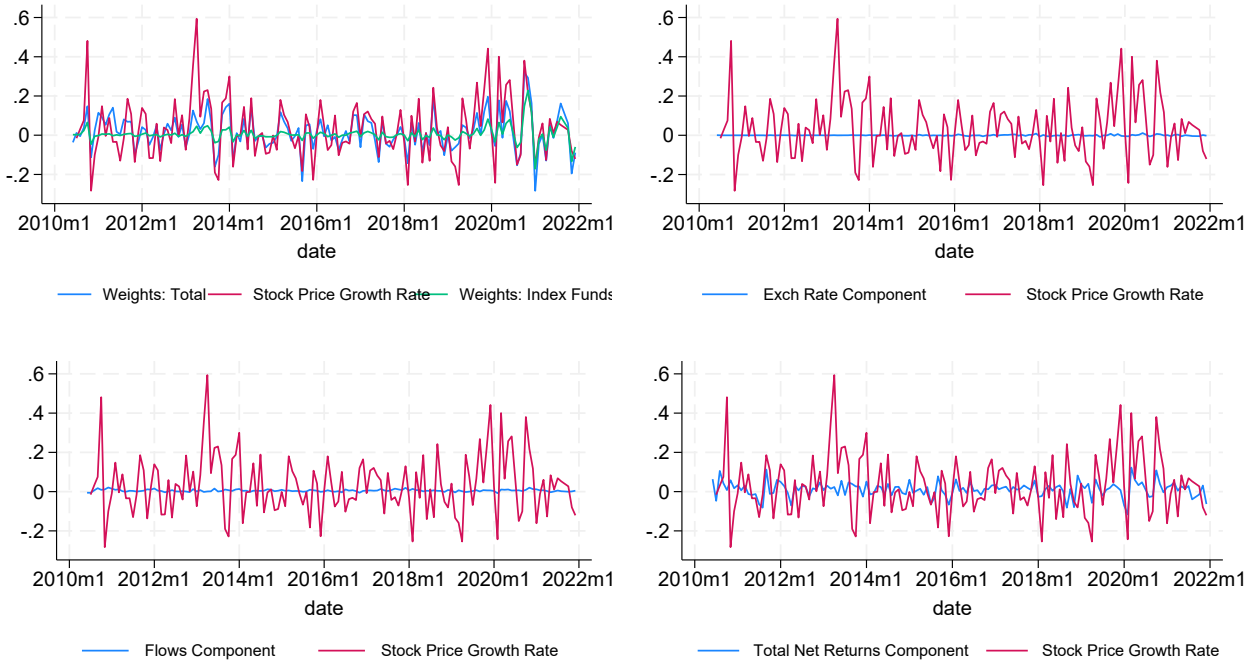 .6
.4
.2
0
-.2
2010m1 2012m1 2014m1 2016m1 2018m1 2020m1 2022m1
date
Weights: Total Stock Price Growth Rate Weights: Index Funds
.6
.4
.2
0
-.2
2010m1 2012m1 2014m1 2016m1 2018m1 2020m1 2022m1
date
Exch Rate Component Stock Price Growth Rate
.6
.4
.2
0
-.2
2010m1 2012m1 2014m1 2016m1 2018m1 2020m1 2022m1
date
Flows Component Stock Price Growth Rate
.6
.4
.2
0
-.2
2010m1 2012m1 2014m1 2016m1 2018m1 2020m1 2022m1
date
Total Net Returns Component Stock Price Growth Rate